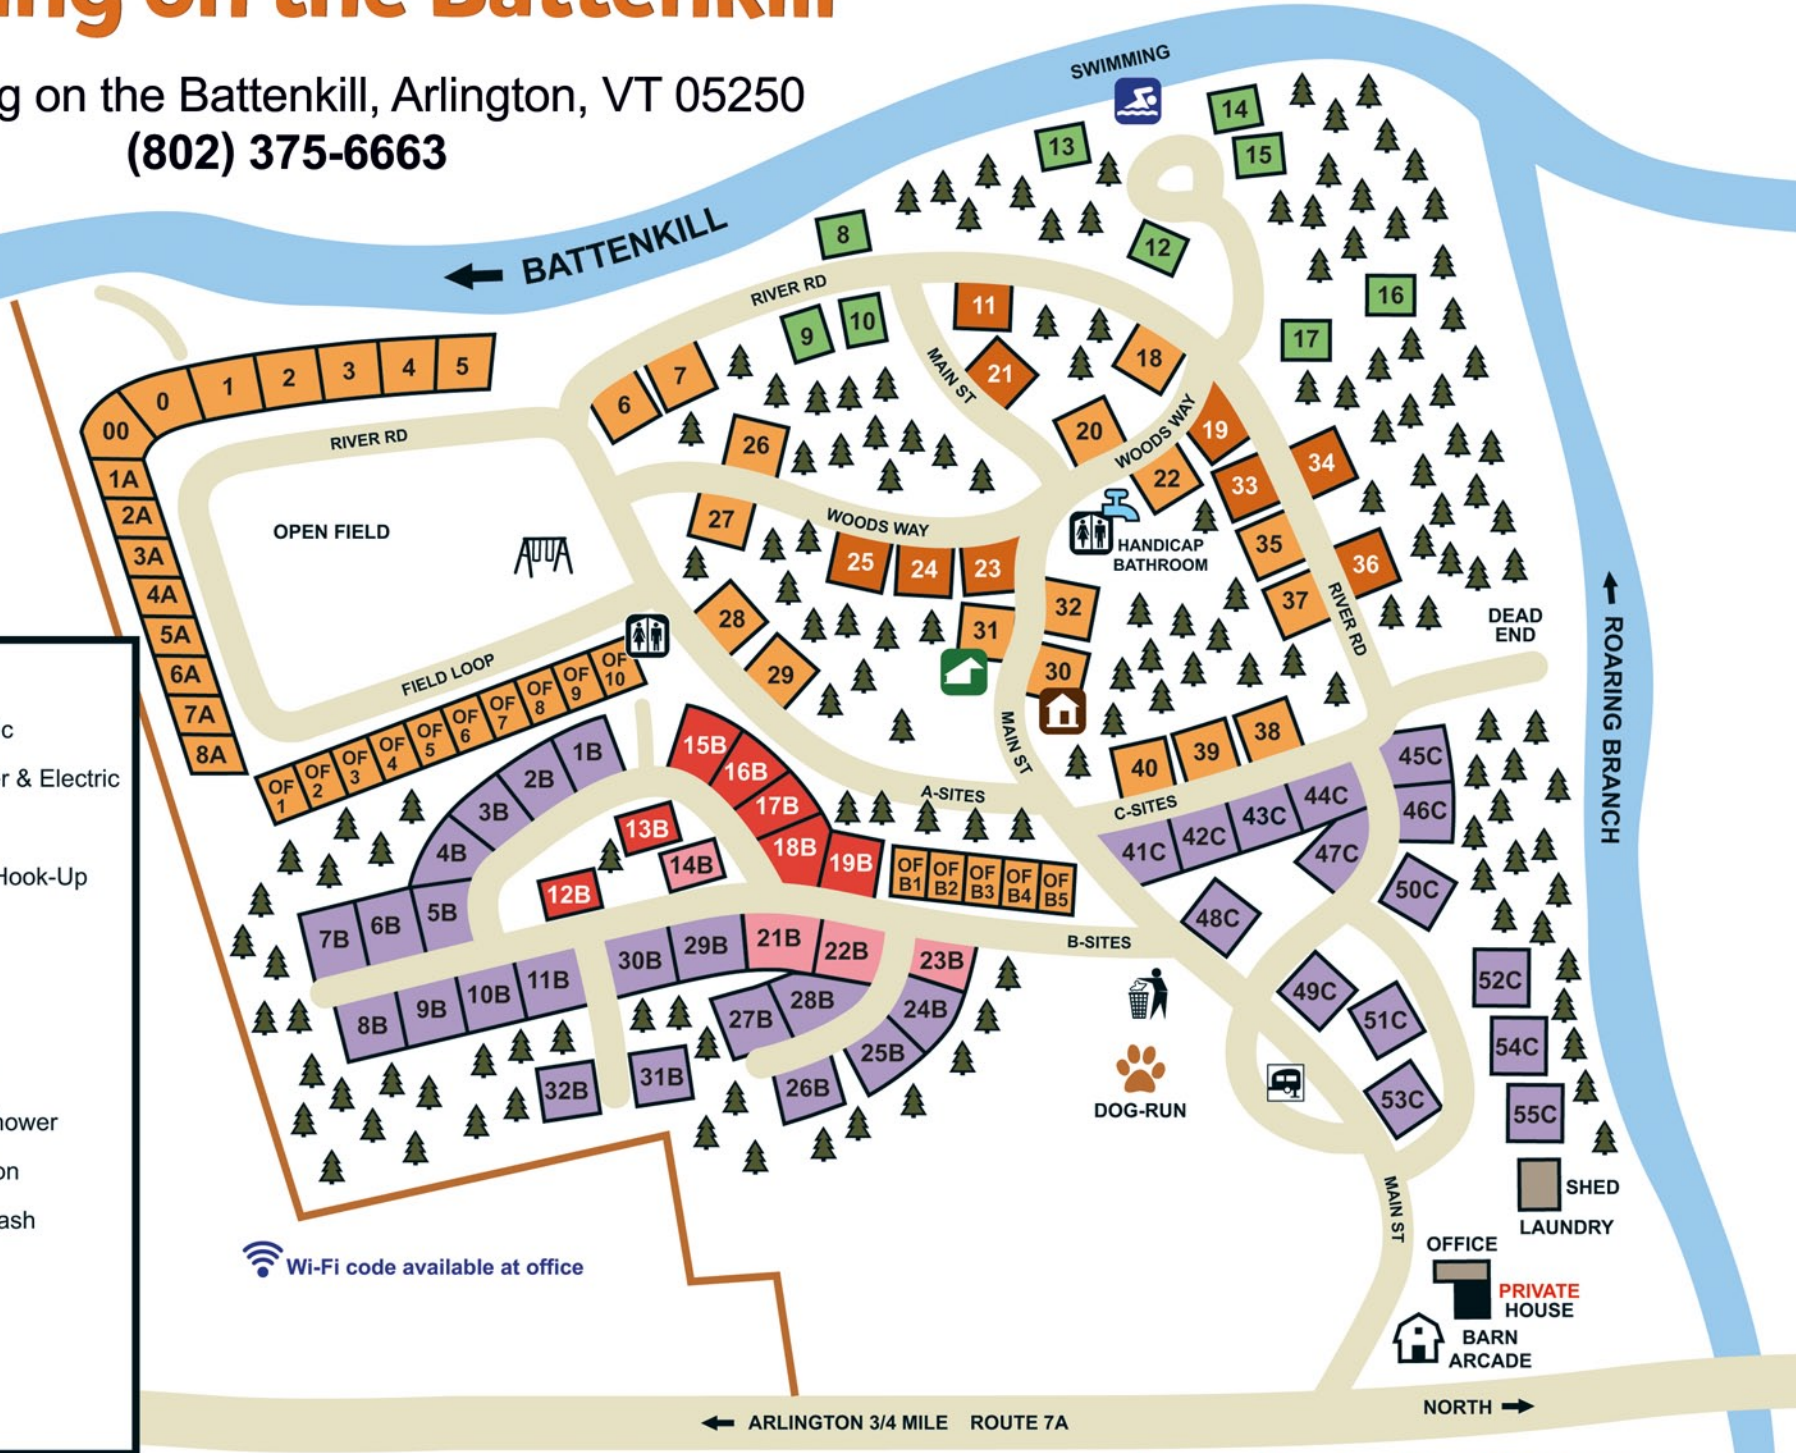 ng on the Battenkill
g on the Battenkill, Arlington, VT 05250
(802) 375-6663
SWIMMING
14
13
15
8
12
BATTENKILL
RIVER RD
16
9
10
11
17
MAIN ST
18
21
0
1
2
3
4
5
6
7
00
RIVER RD
26
20
WOODS WAY
19
34
1A
22
33
2A
OPEN FIELD
27
WOODS WAY
HANDICAP
BATHROOM
35
3A
25
24
23
36
4A
28
32
37
RIVER RD
DEAD
END
ROARING BRANCH
5A
31
6A
FIELD LOOP
29
30
7A
8A
OF
1
OF
2
OF
3
OF
4
OF
5
OF
6
OF
7
OF
8
OF
9
OF
10
c
er & Electric
Hook-Up
hower
on
ash
MAIN ST
1B
2B
3B
4B
5B
6B
7B
15B
16B
17B
18B
19B
13B
14B
12B
A-SITES
40
39
38
C-SITES
45C
46C
44C
43C
42C
41C
47C
50C
48C
OF
B1
OF
B2
OF
B3
OF
B4
OF
B5
B-SITES
8B
9B
10B
11B
30B
29B
21B
22B
23B
28B
27B
24B
25B
26B
32B
31B
49C
51C
52C
54C
53C
55C
DOG-RUN
MAIN ST
SHED
LAUNDRY
OFFICE
PRIVATE
HOUSE
BARN
ARCADE
Wi-Fi code available at office
ARLINGTON 3/4 MILE ROUTE 7A
NORTH